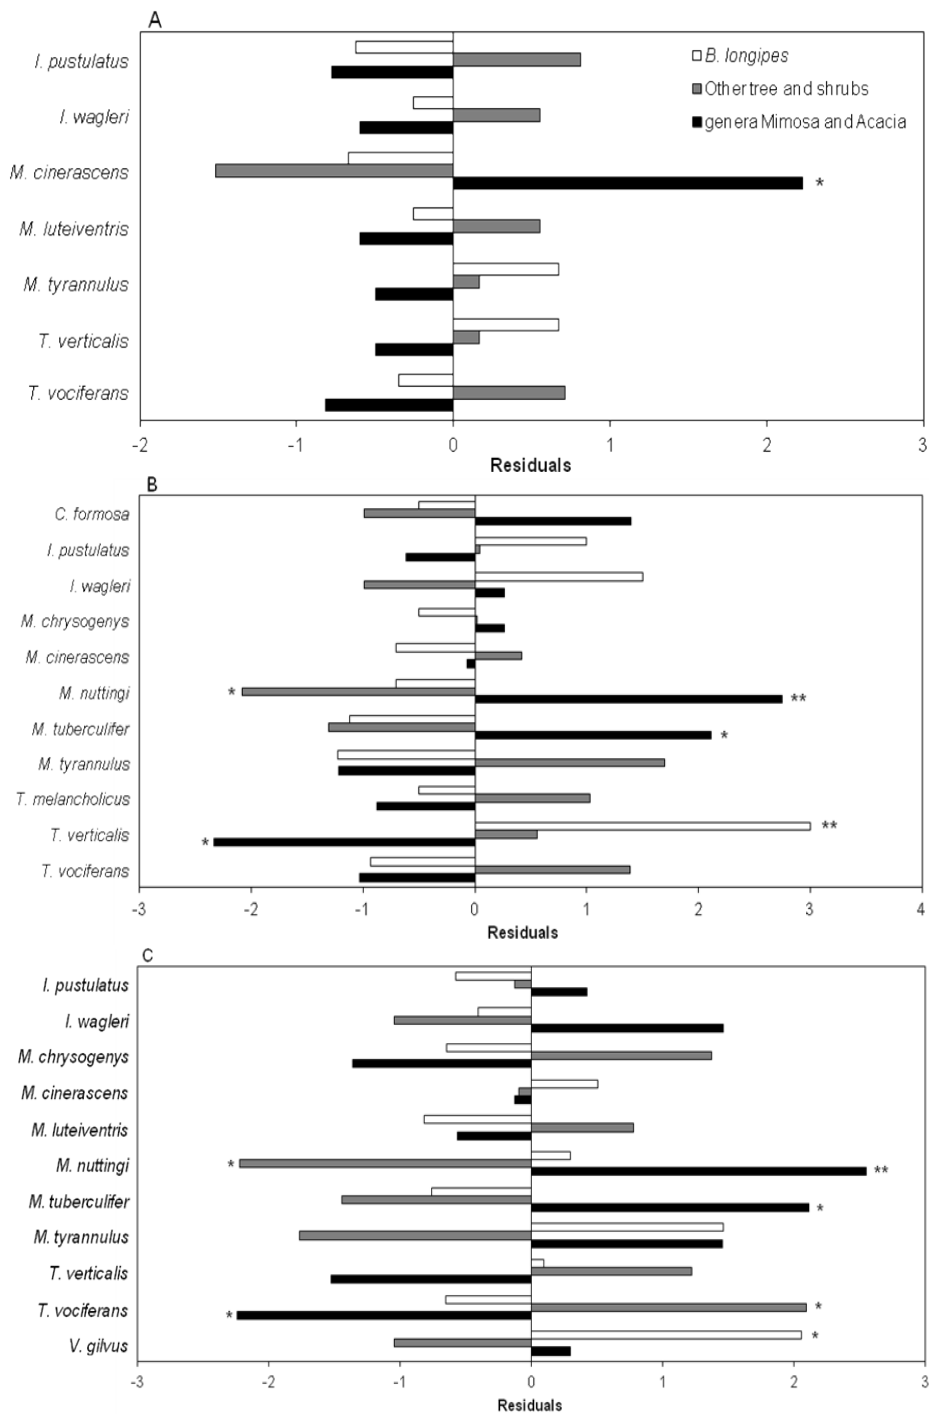 A
I. pustulatus
I. wagleri
M. cinerascens
M. luteiventris
M. tyrannulus
T. verticalis
T. vociferans
B. longipes
Other tree and shrubs
genera Mimosa and Acacia
*
-2 -1 0 1 2 3
Residuals
B
C. formosa
I. pustulatus
I. wagleri
M. chrysogenys
M. cinerascens
* M. nuttingi **
M. tuberculifer *
M. tyrannulus
T. melancholicus
T. verticalis **
*
T. vociferans
-3 -2 -1 0 1 2 3 4
Residuals
C
I. pustulatus
I. wagleri
M. chrysogenys
M. cinerascens
M. luteiventris
M. nuttingi * **
M. tuberculifer *
M. tyrannulus
T. verticalis
T. vociferans * *
V. gilvus *
-3 -2 -1 0 1 2 3
Residuals